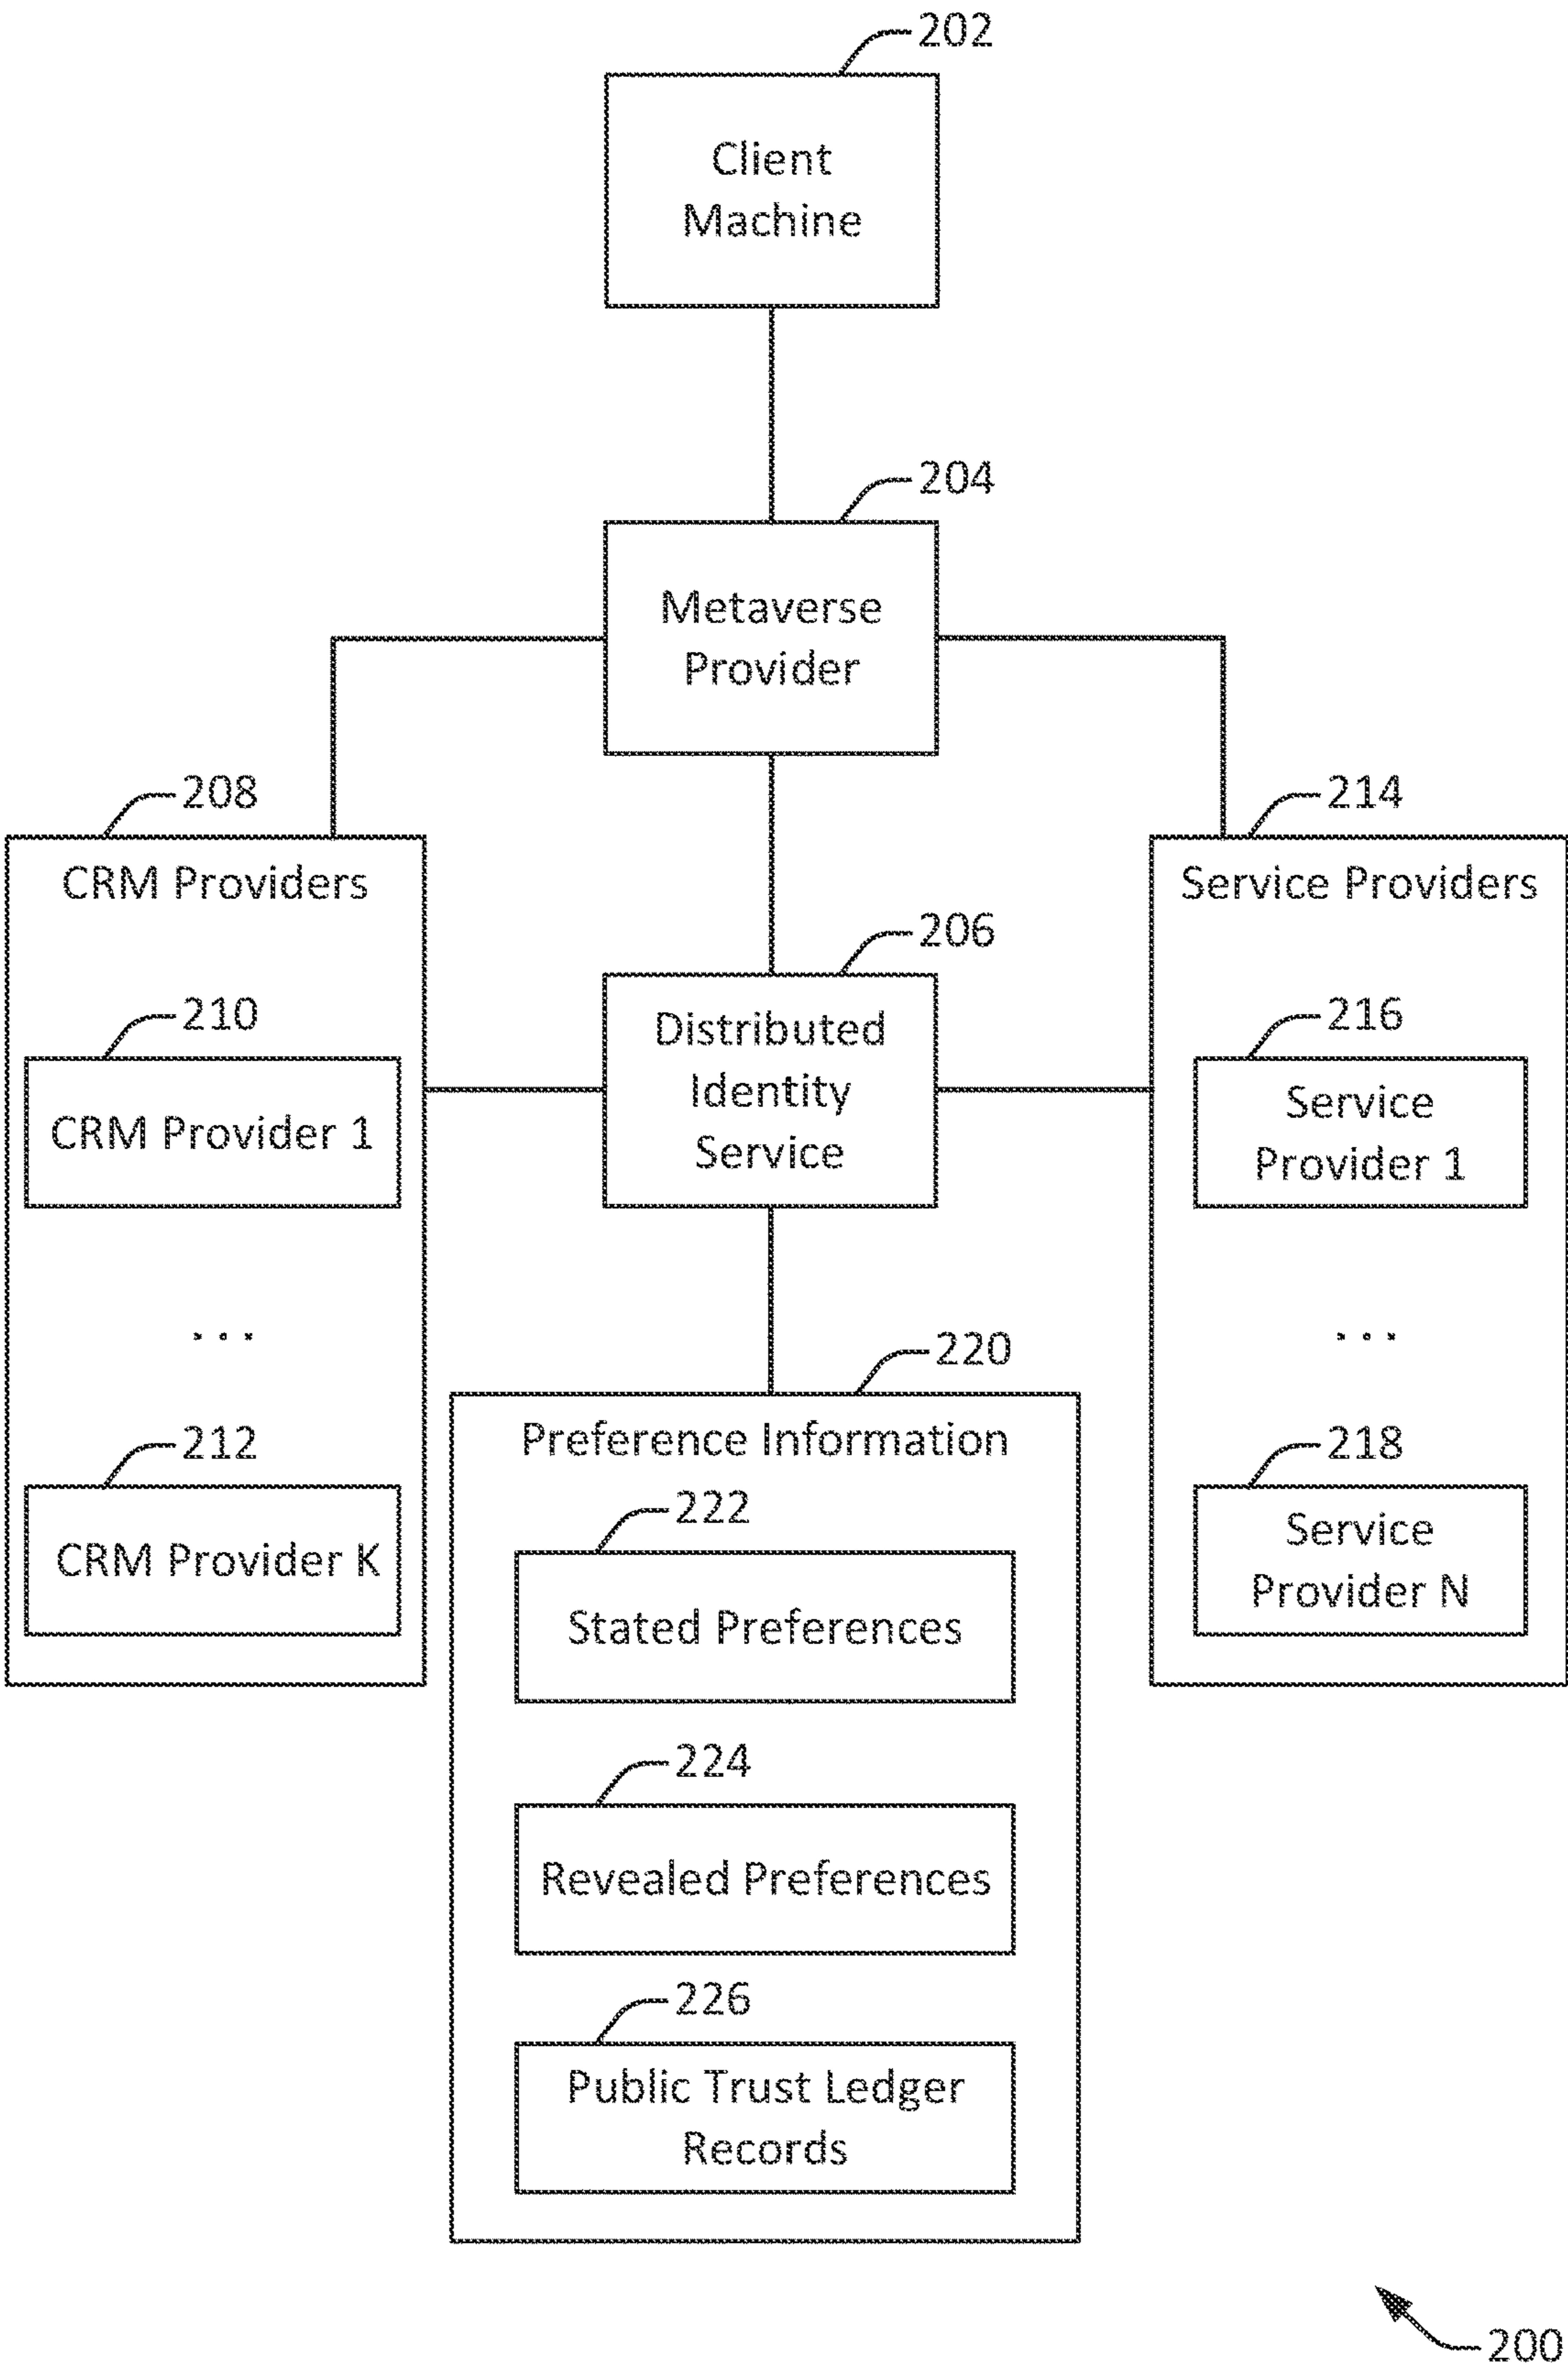 202
Client
Machine
204
Metaverse
Provider
208
CRM Providers
210
CRM Provider 1
. . .
212
CRM Provider K
206
Distributed
Identity
Service
214
Service Providers
216
Service
Provider 1
. . .
218
Service
Provider N
220
Preference Information
222
Stated Preferences
224
Revealed Preferences
226
Public Trust Ledger
Records
200